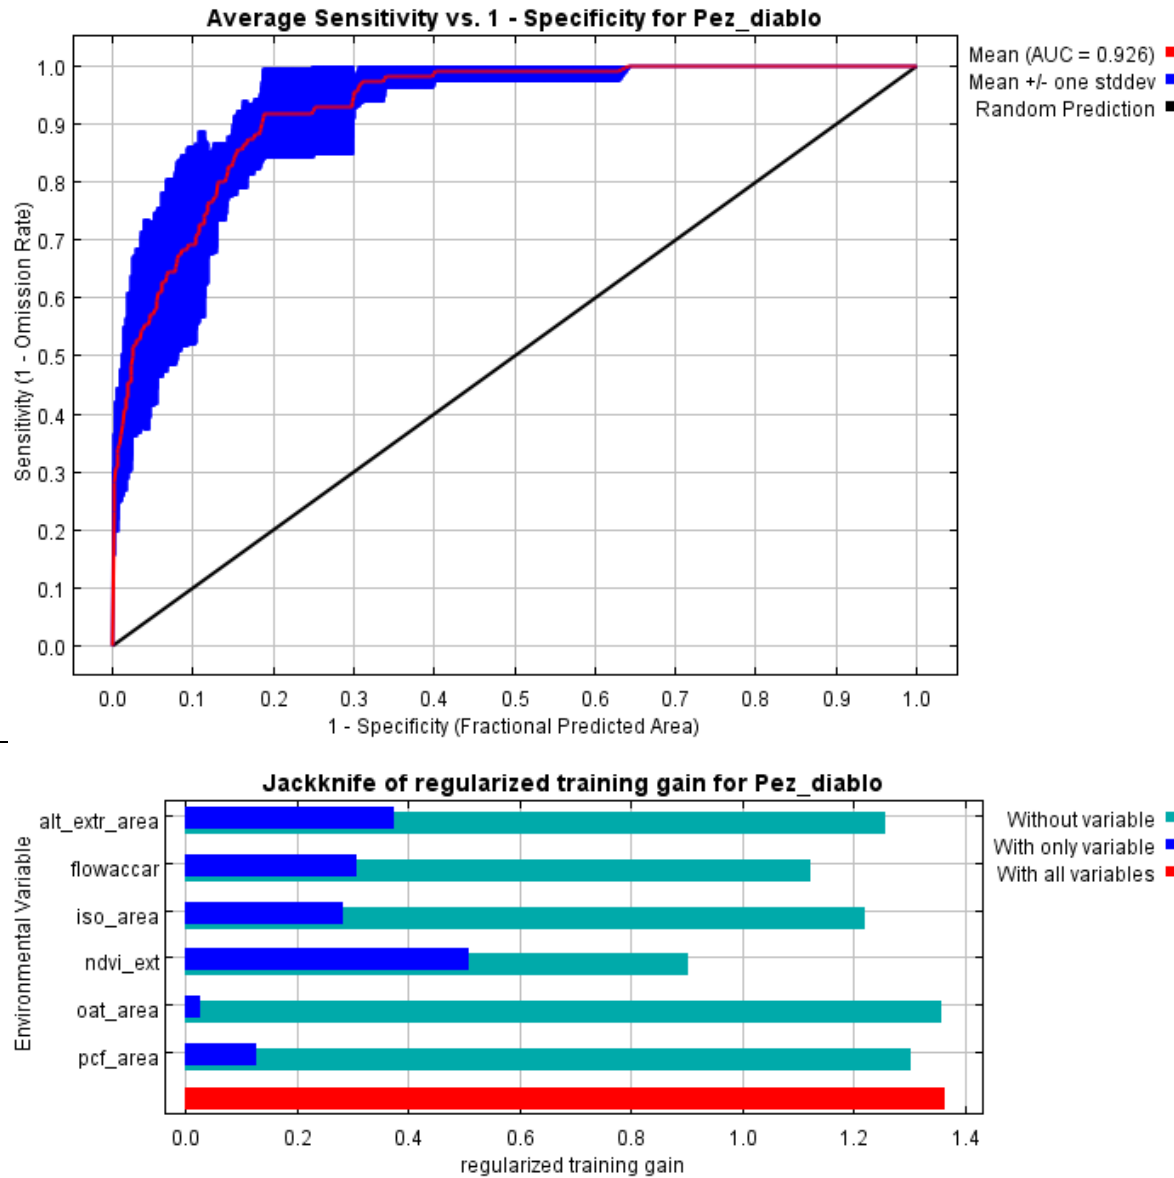 Average Sensitivity vs. 1 - Specificity for Pez_diablo
Mean (AUC = 0.926)
Mean +/- one stddev
Random Prediction
Sensitivity (1 - Omission Rate)
1.0
0.9
0.8
0.7
0.6
0.5
0.4
0.3
0.2
0.1
0.0
0.0 0.1 0.2 0.3 0.4 0.5 0.6 0.7 0.8 0.9 1.0
1 - Specificity (Fractional Predicted Area)
Jackknife of regularized training gain for Pez_diablo
Without variable
With only variable
With all variables
Environmental Variable
alt_extr_area
flowaccar
iso_area
ndvi_ext
oat_area
pcf_area
0.0 0.2 0.4 0.6 0.8 1.0 1.2 1.4
regularized training gain